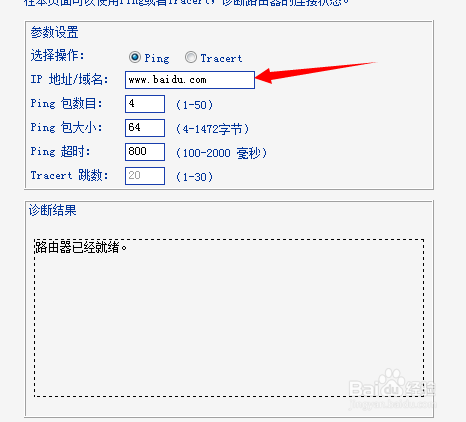 在本页面可以使用Ping或者Tracert，诊断路由器的连接状态。
参数设置
选择操作： Ping Tracert
IP 地址/域名： www.baidu.com
Ping 包数目： 4 （1-50）
Ping 包大小： 64 （4-1472字节）
Ping 超时： 800 （100-2000 毫秒）
Tracert 跳数： 20 （1-30）
诊断结果
路由器已经就绪。
Baidu 经验
jingyan.baidu.com